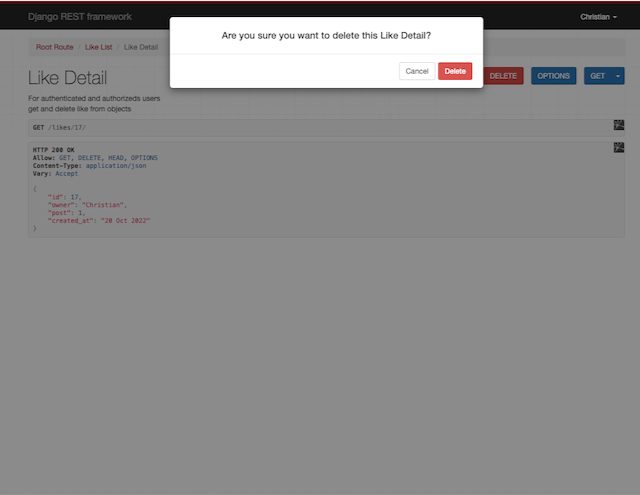 Django REST framework
Christian
Are you sure you want to delete this Like Detail?
Cancel
Delete
Root Route / Like List / Like Detail
Like Detail
DELETE
OPTIONS
GET
For authenticated and authorizeds users
get and delete like from objects
GET /likes/17/
HTTP 200 OK
Allow: GET, DELETE, HEAD, OPTIONS
Content-Type: application/json
Vary: Accept
{
"id": 17,
"owner": "Christian",
"post": 1,
"created_at": "20 Oct 2022"
}